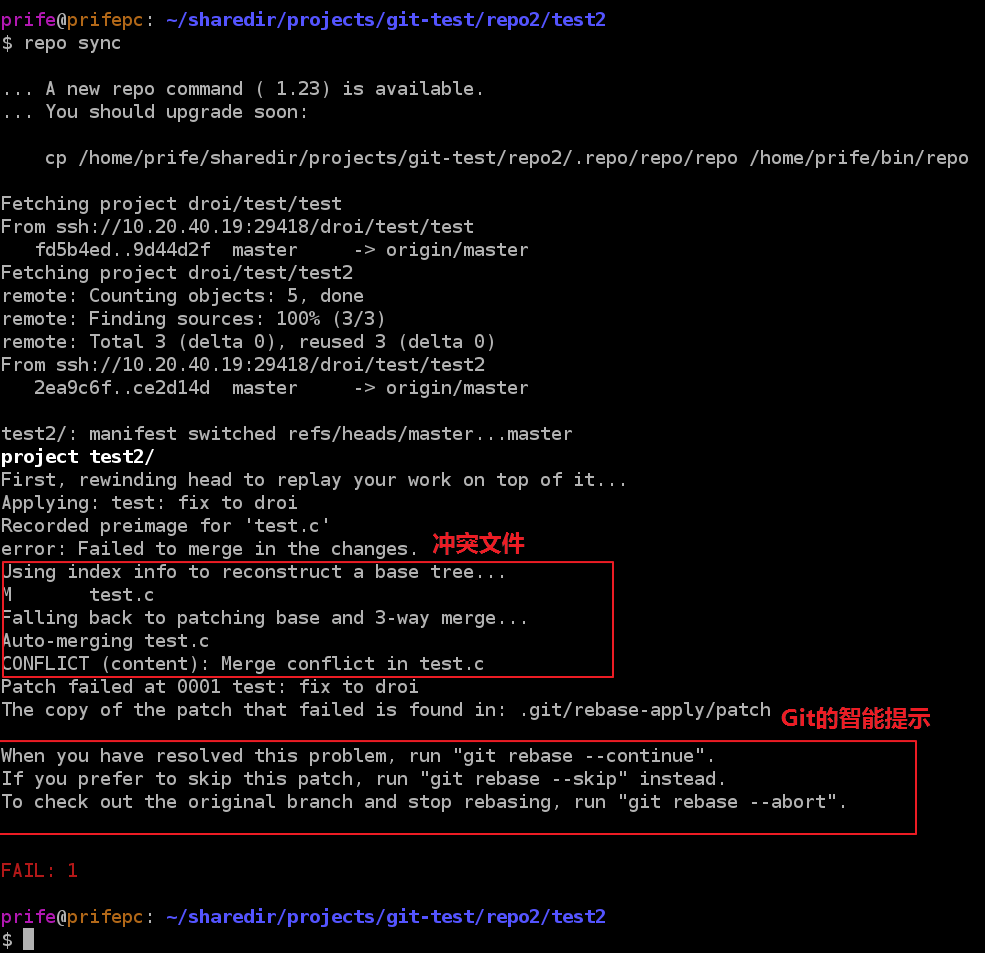 prife@prifepc: ~/sharedir/projects/git-test/repo2/test2
$ repo sync
... A new repo command ( 1.23) is available.
... You should upgrade soon:
cp /home/prife/sharedir/projects/git-test/repo2/.repo/repo/repo /home/prife/bin/repo
Fetching project droi/test/test
From ssh://10.20.40.19:29418/droi/test/test
fd5b4ed..9d44d2f  master     -> origin/master
Fetching project droi/test/test2
remote: Counting objects: 5, done
remote: Finding sources: 100% (3/3)
remote: Total 3 (delta 0), reused 3 (delta 0)
From ssh://10.20.40.19:29418/droi/test/test2
2ea9c6f..ce2d14d  master     -> origin/master
test2/: manifest switched refs/heads/master...master
project test2/
First, rewinding head to replay your work on top of it...
Applying: test: fix to droi
Recorded preimage for 'test.c'
error: Failed to merge in the changes.
冲突文件
Using index info to reconstruct a base tree...
M       test.c
Falling back to patching base and 3-way merge...
Auto-merging test.c
CONFLICT (content): Merge conflict in test.c
Patch failed at 0001 test: fix to droi
The copy of the patch that failed is found in: .git/rebase-apply/patch
Git的智能提示
When you have resolved this problem, run "git rebase --continue".
If you prefer to skip this patch, run "git rebase --skip" instead.
To check out the original branch and stop rebasing, run "git rebase --abort".
FAIL: 1
prife@prifepc: ~/sharedir/projects/git-test/repo2/test2
$